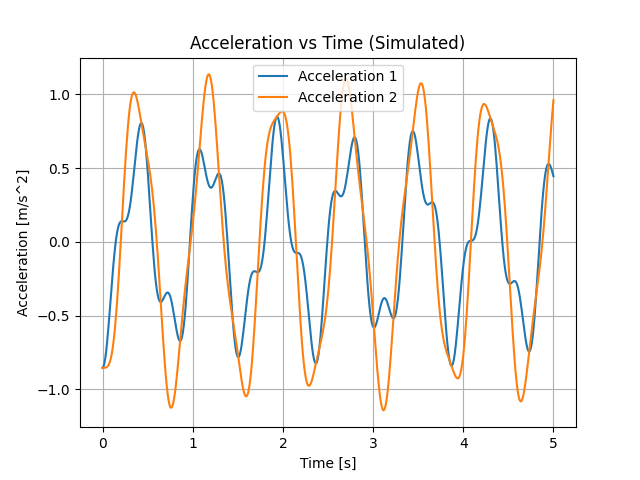 Acceleration vs Time (Simulated)
Acceleration 1
Acceleration 2
Acceleration [m/s^2]
1.0
0.5
0.0
−0.5
−1.0
0 1 2 3 4 5
Time [s]